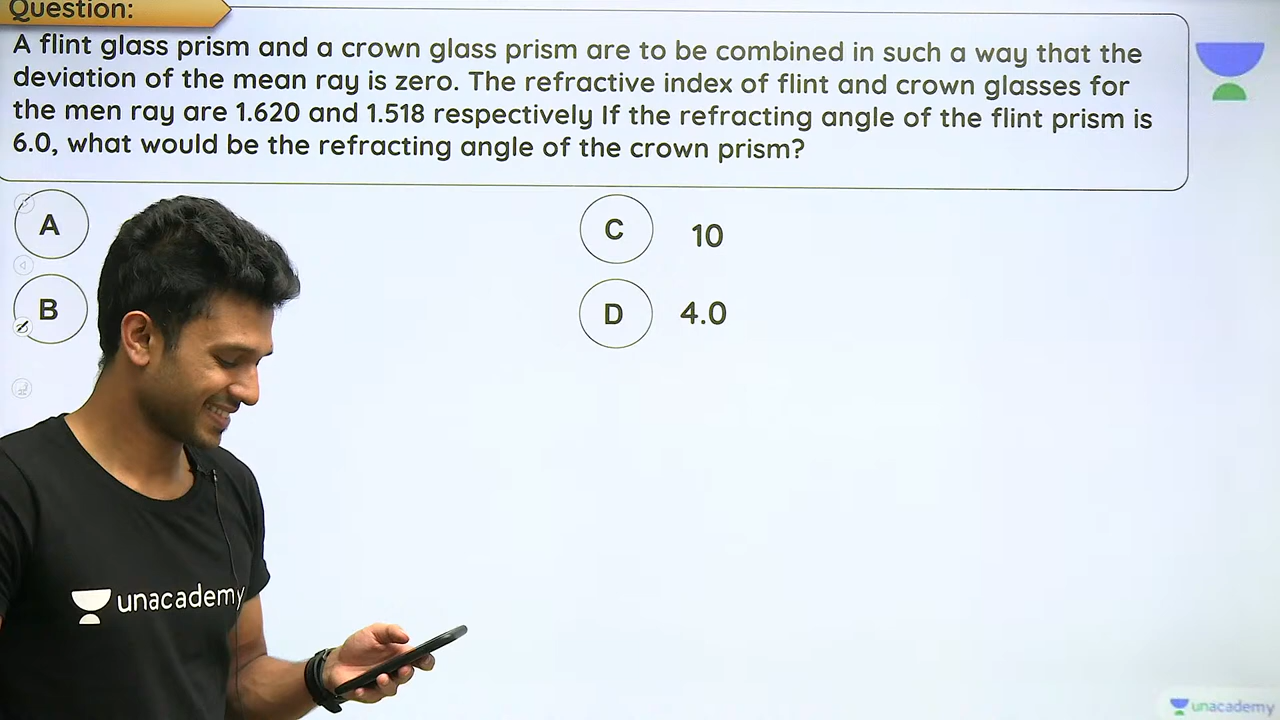 Question:
A flint glass prism and a crown glass prism are to be combined in such a way that the
deviation of the mean ray is zero. The refractive index of flint and crown glasses for
the men ray are 1.620 and 1.518 respectively If the refracting angle of the flint prism is
6.0, what would be the refracting angle of the crown prism?
A
C 10
B
D 4.0
unacademy
unacademy